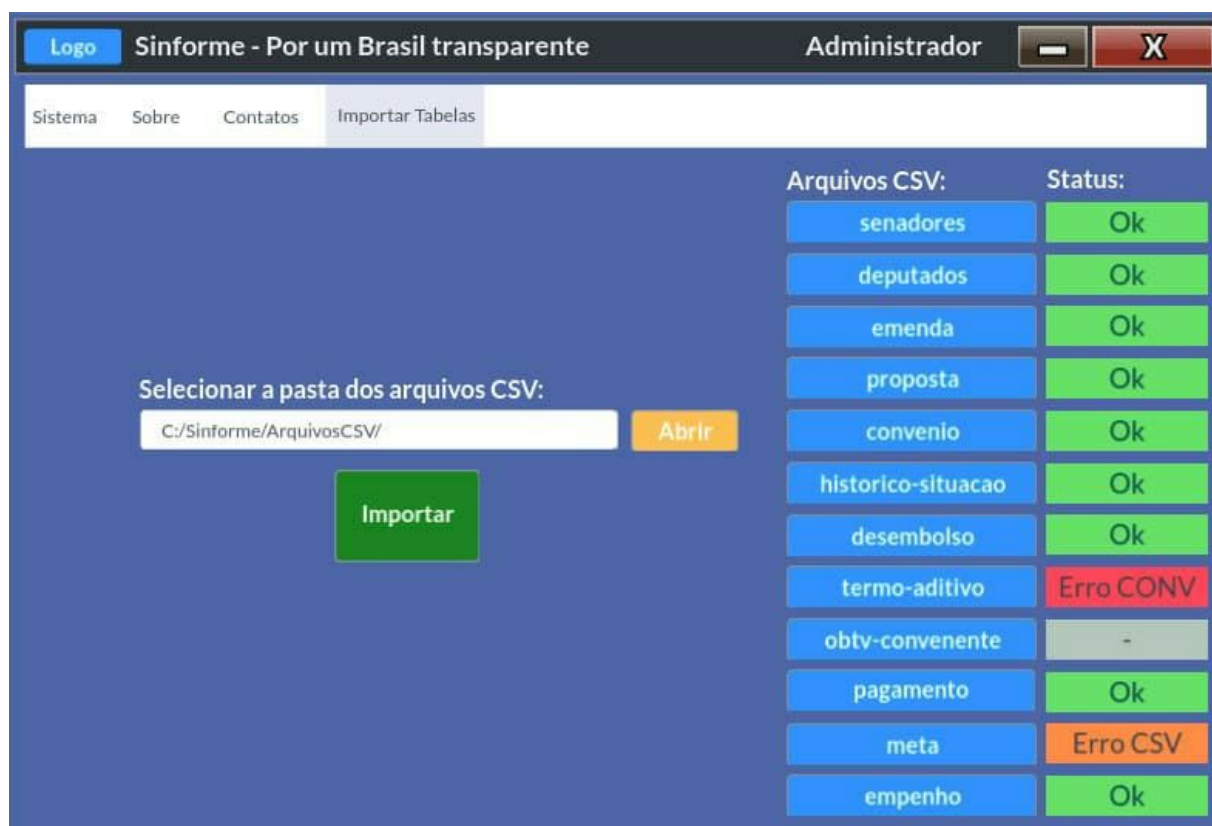 Logo Sinforme - Por um Brasil transparente Administrador X
Sistema Sobre Contatos Importar Tabelas
Arquivos CSV: Status:
senadores Ok
deputados Ok
emenda Ok
proposta Ok
Selecionar a pasta dos arquivos CSV:
C:/Sinforme/ArquivosCSV/ Abrir
convenio Ok
historico-situacao Ok
Importar
desembolso Ok
termo-aditivo Erro CONV
obtv-convenente -
pagamento Ok
meta Erro CSV
empenho Ok